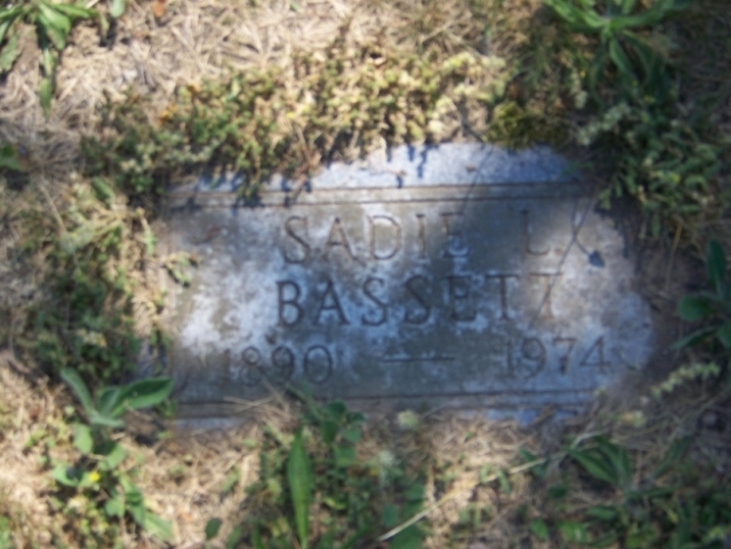 SADIE L.
BASSETT
1890 — 1974